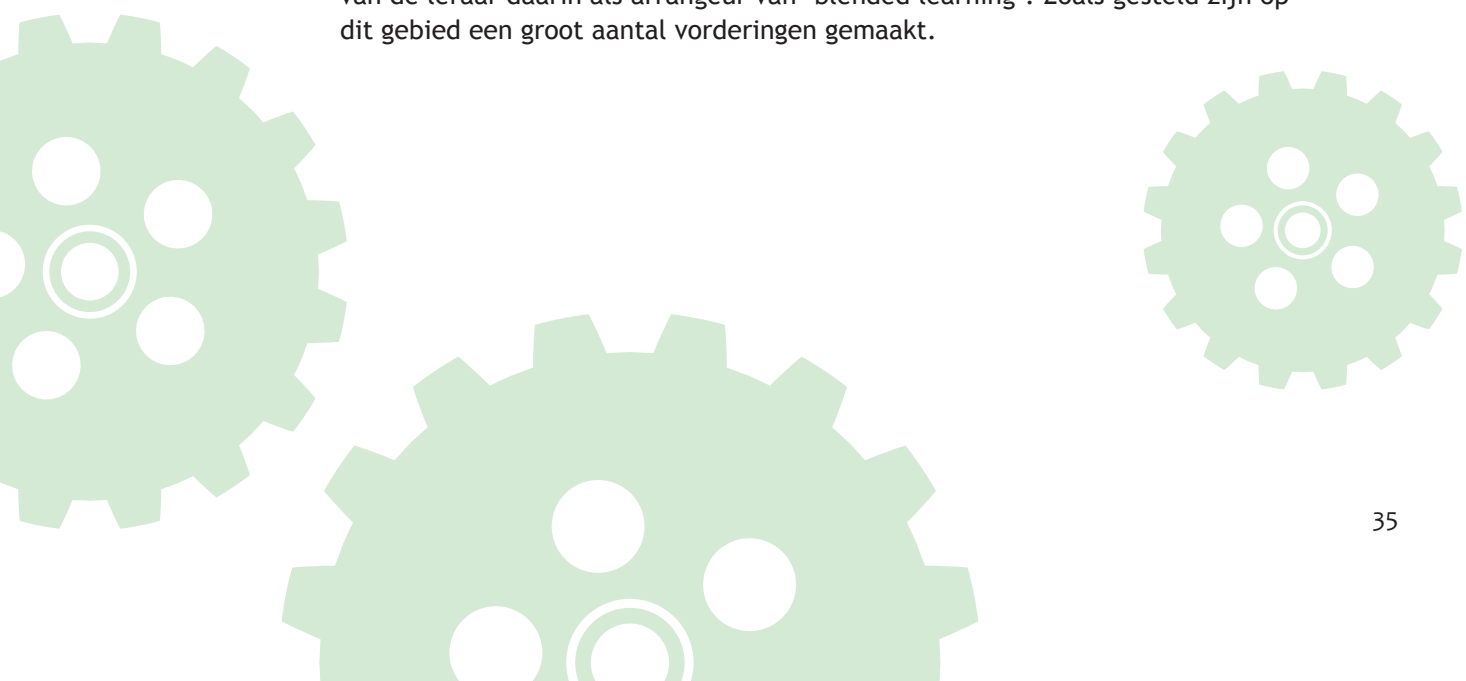 van de leraar daarin als arrangeur van 'blended learning'. Zoals gesteld zijn op
dit gebied een groot aantal vorderingen gemaakt.
35